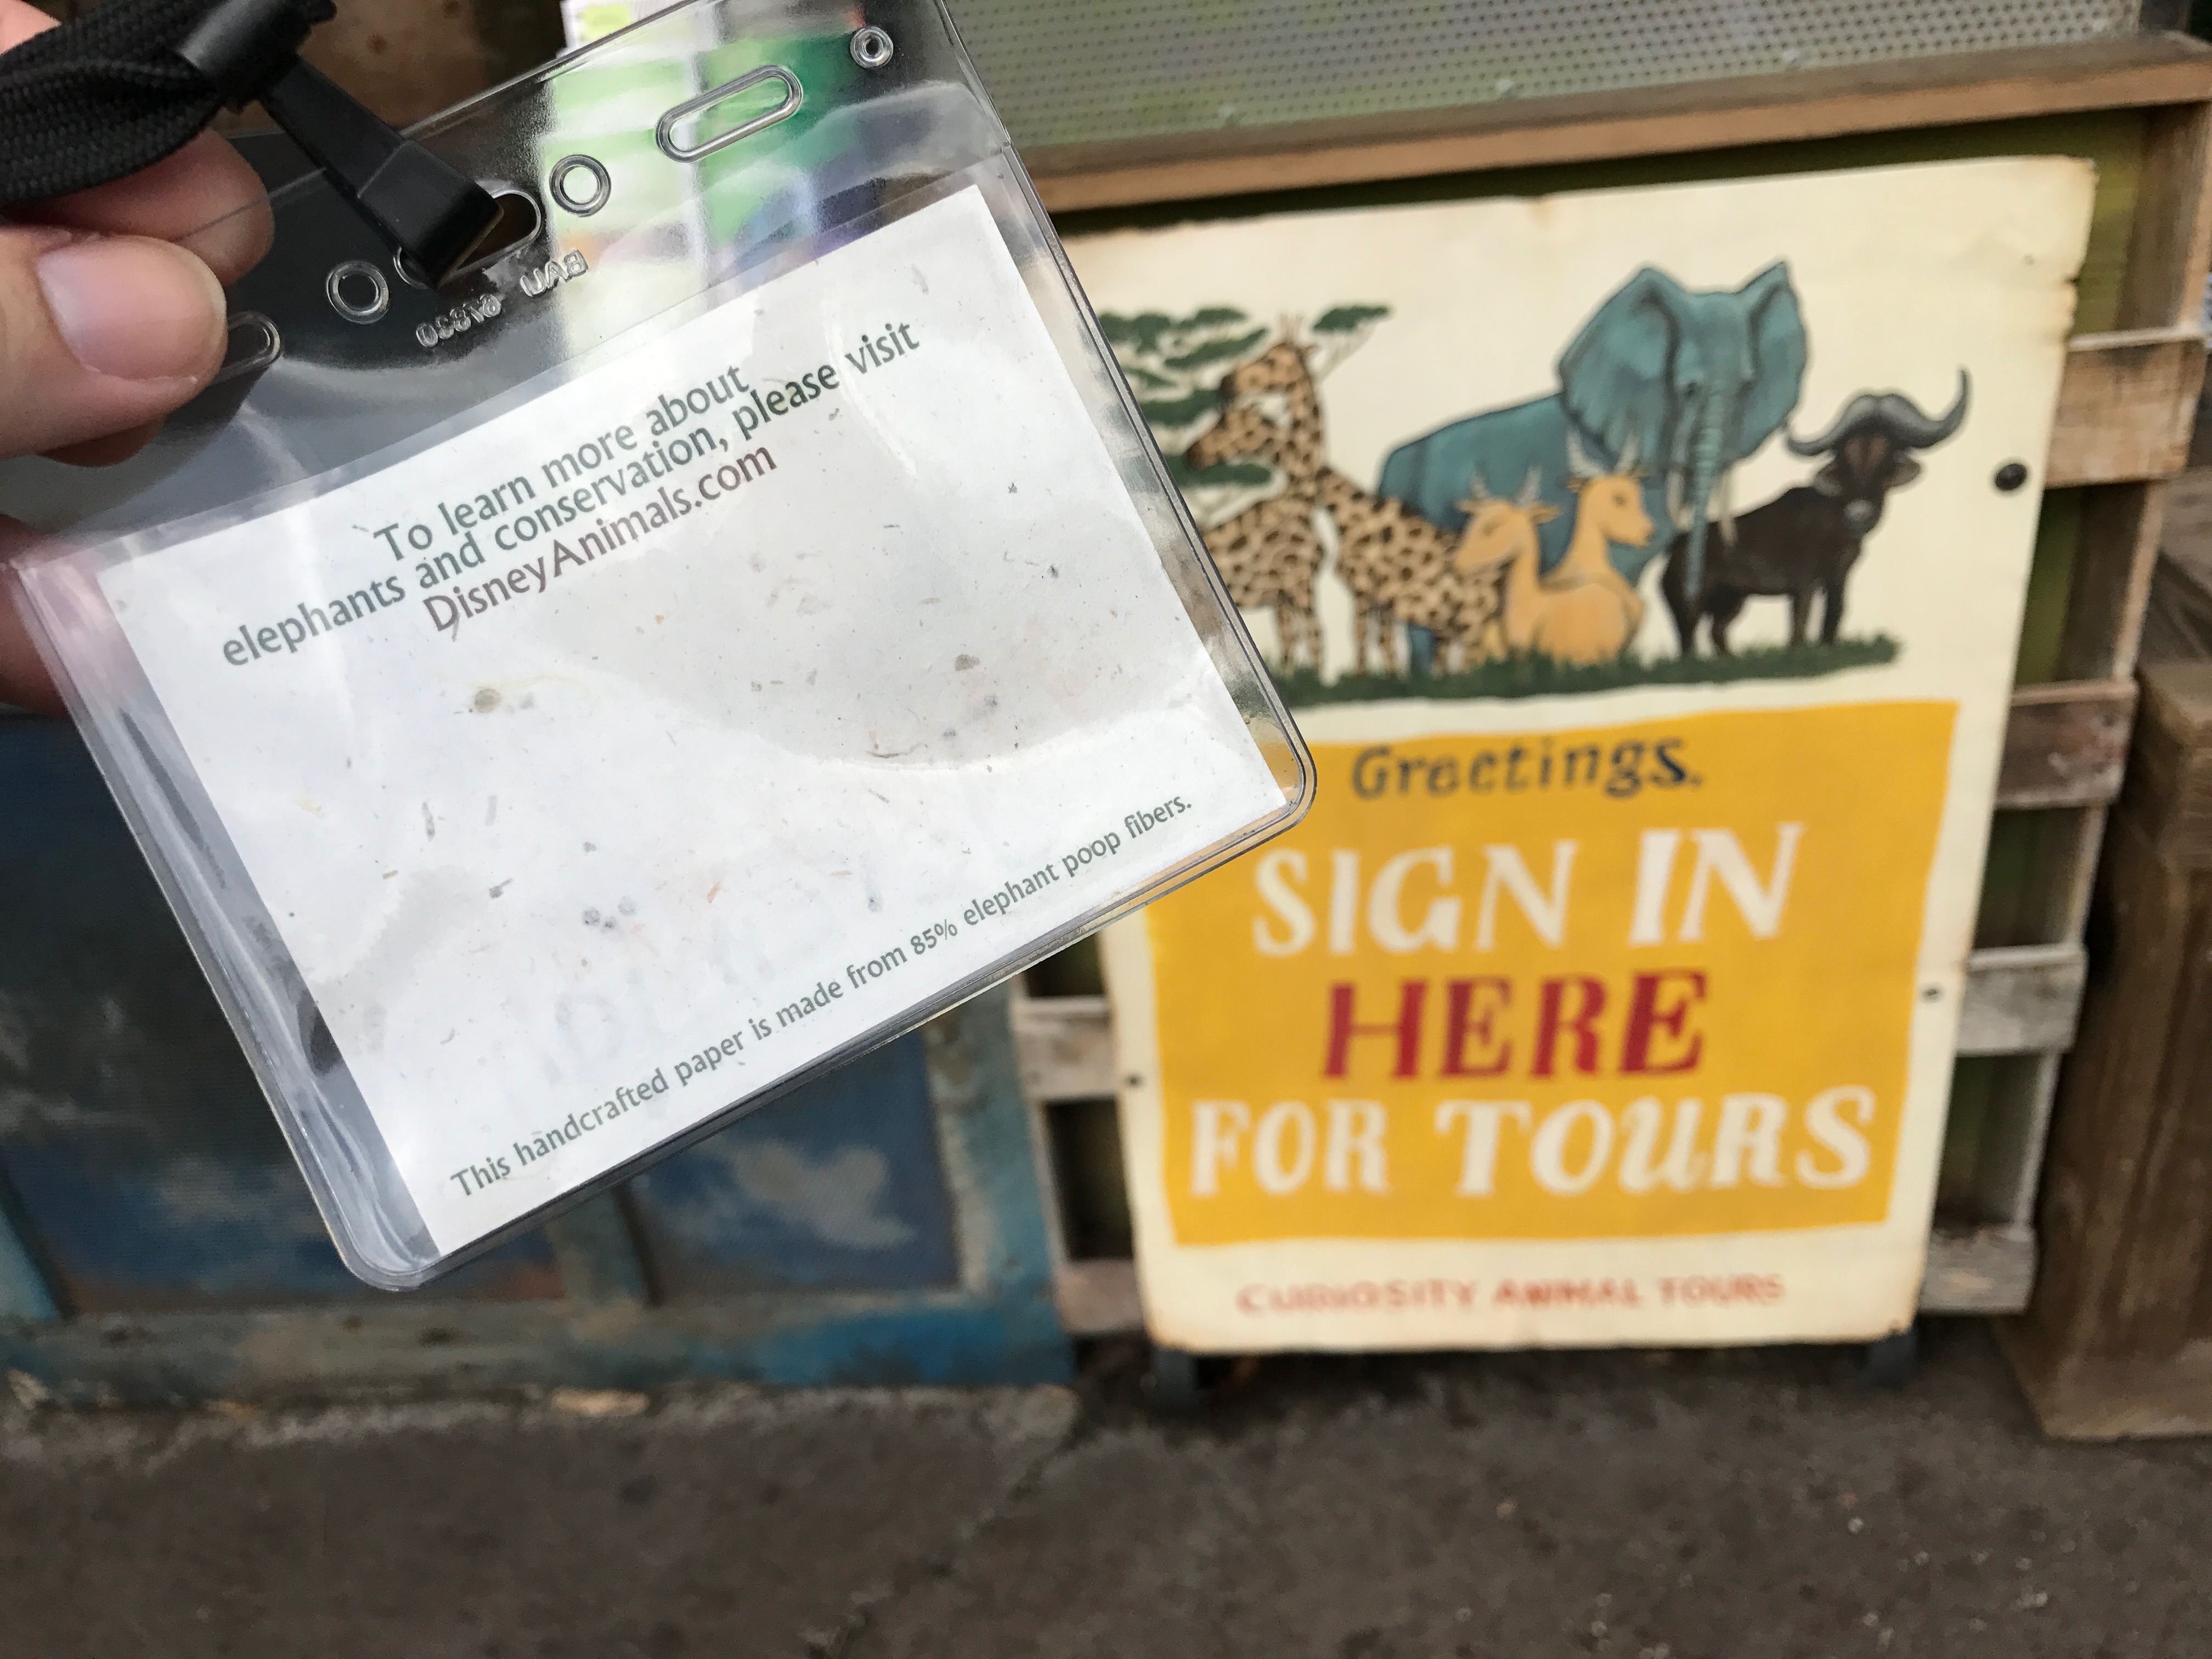 To learn more about
elephants and conservation, please visit
DisneyAnimals.com
This handcrafted paper is made from 85% elephant poop fibers.
Greetings.
SIGN IN
HERE
FOR TOURS
CURIOSITY ANIMAL TOURS